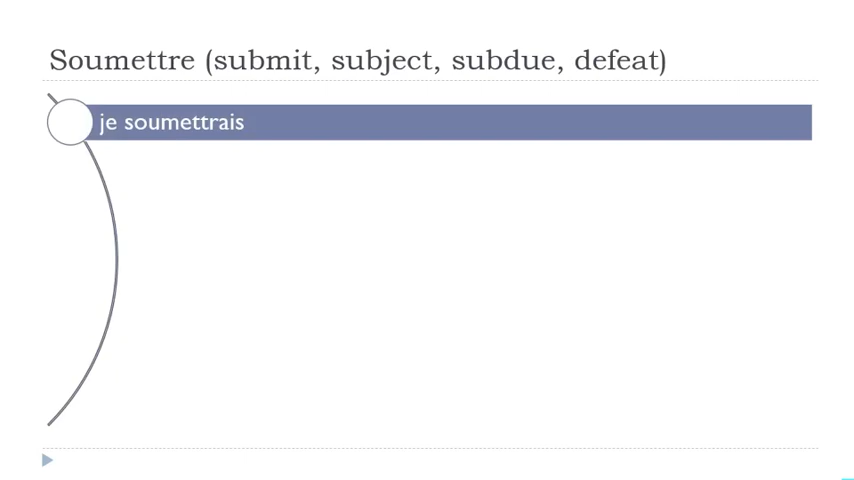 Soumettre (submit, subject, subdue, defeat)
je soumettrais